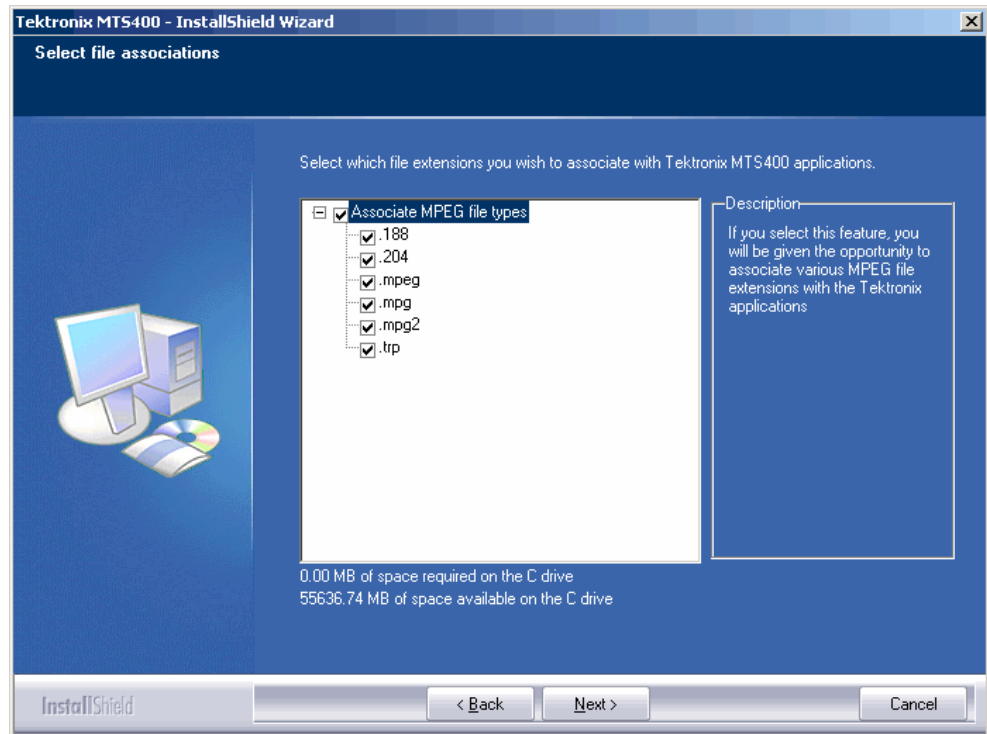 Tektronix MTS400 - InstallShield Wizard
Select file associations
Select which file extensions you wish to associate with Tektronix MTS400 applications.
Associate MPEG file types
.188
.204
.mpeg
.mpg
.mpg2
.trp
Description
If you select this feature, you
will be given the opportunity to
associate various MPEG file
extensions with the Tektronix
applications
0.00 MB of space required on the C drive
55636.74 MB of space available on the C drive
InstallShield
< Back
Next >
Cancel